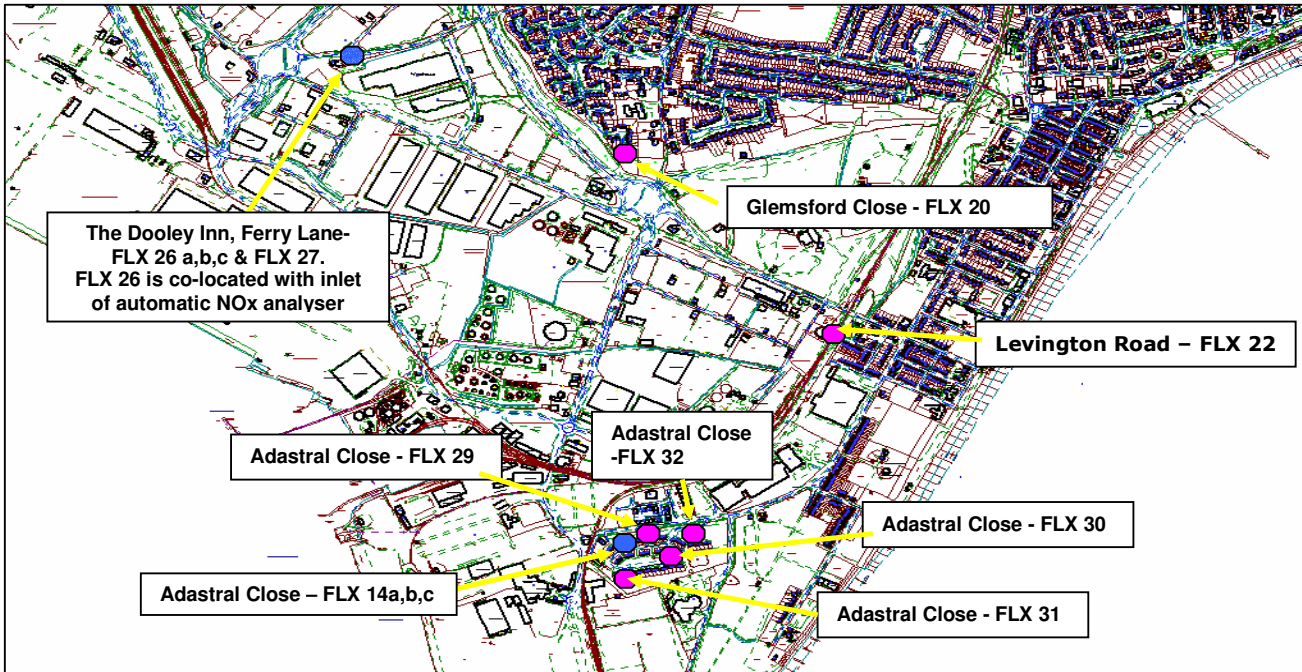 Glemsford Close - FLX 20
The Dooley Inn, Ferry Lane-
FLX 26 a,b,c & FLX 27.
FLX 26 is co-located with inlet
of automatic NOx analyser
Levington Road – FLX 22
Adastral Close - FLX 29
Adastral Close
-FLX 32
Adastral Close - FLX 30
Adastral Close – FLX 14a,b,c
Adastral Close - FLX 31